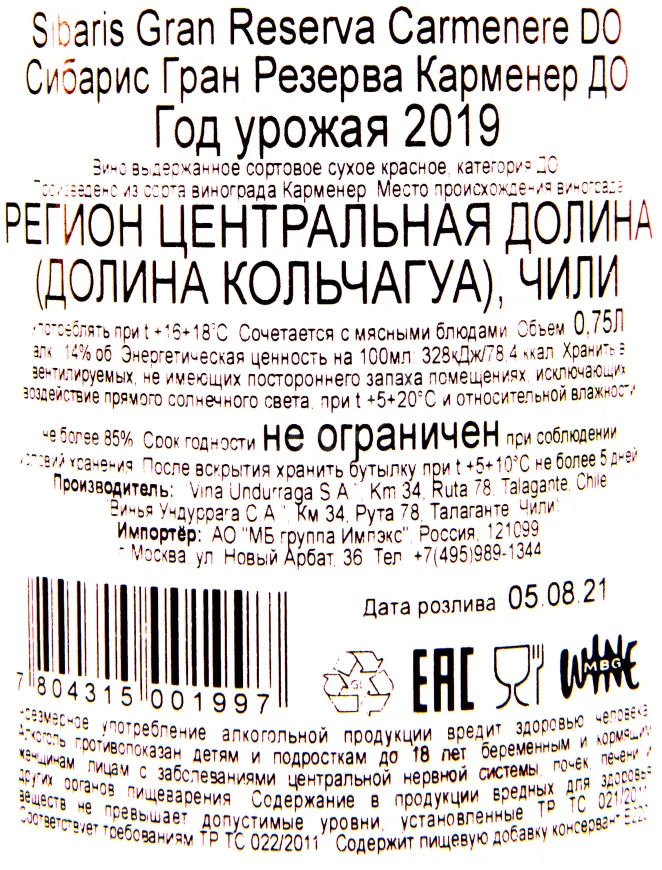 Sibaris Gran Reserva Carmenere DO
Сибарис Гран Резерва Карменер ДО
Год урожая 2019
Вино выдержанное сортовое сухое красное, категория ДО
Произведено из сорта винограда Карменер. Место происхождения винограда
РЕГИОН ЦЕНТРАЛЬНАЯ ДОЛИНА
(ДОЛИНА КОЛЬЧАГУА), ЧИЛИ
употреблять при t +16+18°С. Сочетается с мясными блюдами. Объем 0,75Л
алк. 14% об. Энергетическая ценность на 100мл: 328кДж/78,4 ккал. Хранить в
вентилируемых, не имеющих постороннего запаха помещениях, исключающих
воздействие прямого солнечного света, при t +5+20°С и относительной влажности
не более 85%. Срок годности не ограничен при соблюдении
условий хранения. После вскрытия хранить бутылку при t +5+10°С не более 5 дней
Производитель: "Vina Undurraga S.A.", Km 34, Ruta 78, Talagante, Chile
"Винья Ундуррага С.А.", Км 34, Рута 78, Талаганте, Чили
Импортёр: АО "МБ группа Импэкс", Россия, 121099
г. Москва, ул. Новый Арбат, 36. Тел. +7(495)989-1344
Дата розлива 05.08.21
7 804315 001997
GL
EAC
WINE
MBG
Чрезмерное употребление алкогольной продукции вредит здоровью человека
Алкоголь противопоказан детям и подросткам до 18 лет, беременным и кормящим
женщинам, лицам с заболеваниями центральной нервной системы, почек, печени и
других органов пищеварения. Содержание в продукции вредных для здоровья
веществ не превышает допустимые уровни, установленные ТР ТС 021/2011
Соответствует требованиям ТР ТС 022/2011. Содержит пищевую добавку консервант Е220